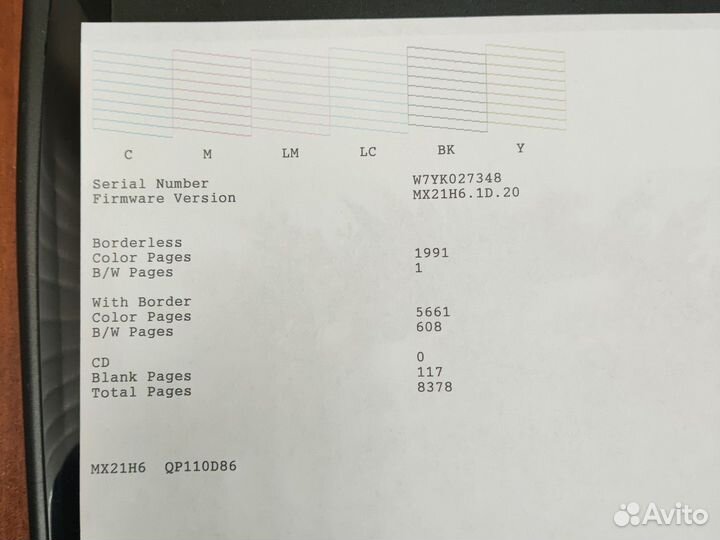 C M LM LC BK Y
Serial Number W7YK027348
Firmware Version MX21H6.1D.20
Borderless
Color Pages 1991
B/W Pages 1
With Border
Color Pages 5661
B/W Pages 608
CD 0
Blank Pages 117
Total Pages 8378
MX21H6 QP110D86
Avito